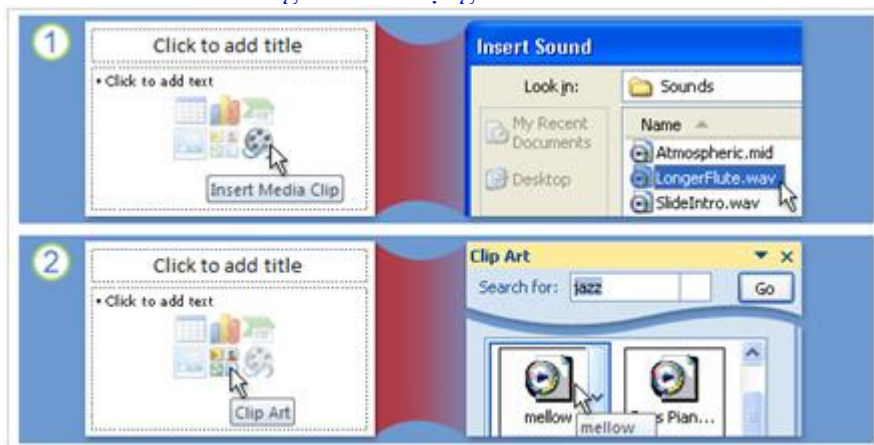 1
Click to add title
• Click to add text
Insert Media Clip
Insert Sound
Look in:
Sounds
My Recent
Documents
Desktop
Name
Atmospheric.mid
LongerFlute.wav
SlideIntro.wav
2
Click to add title
• Click to add text
Clip Art
Clip Art
Search for: jazz
Go
mellow
mellow
s Pian...